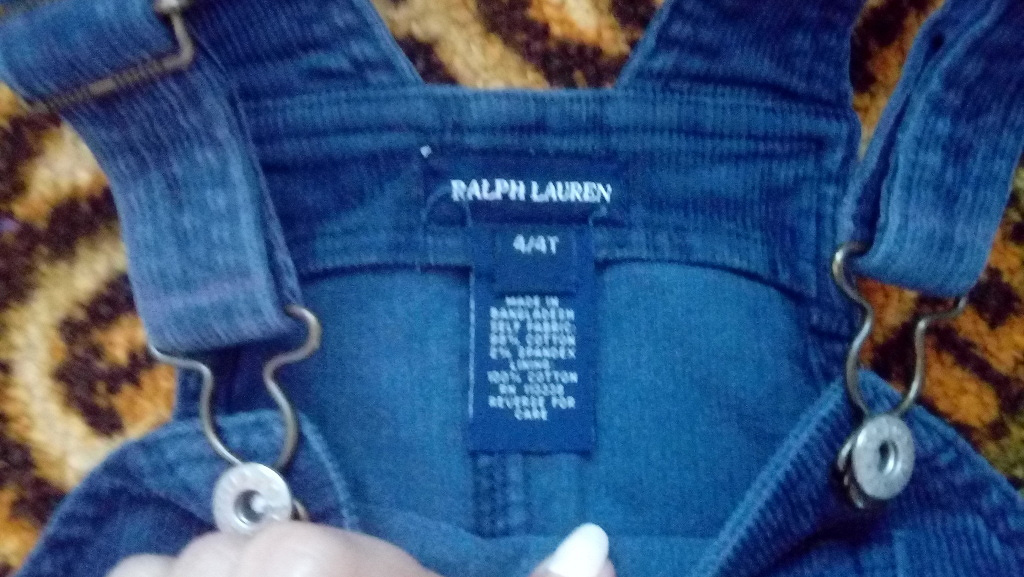 RALPH LAUREN
4/4T
MADE IN
BANGLADESH
SELF FABRIC:
98% COTTON
2% SPANDEX
LINING
100% COTTON
RN
REVERSE FOR
CARE